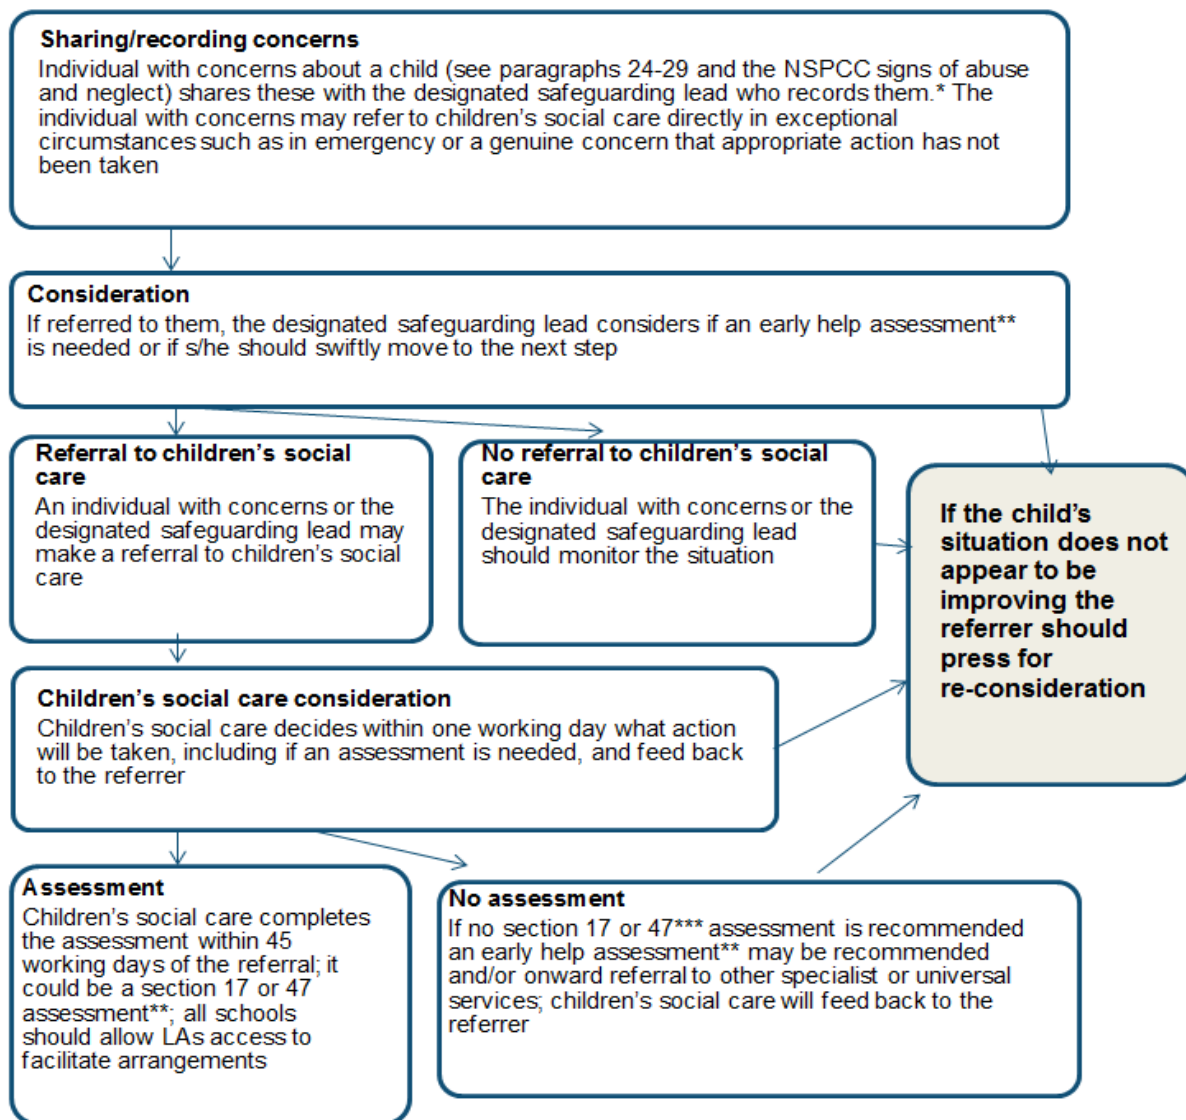 Sharing/recording concerns
Individual with concerns about a child (see paragraphs 24-29 and the NSPCC signs of abuse
and neglect) shares these with the designated safeguarding lead who records them.* The
individual with concerns may refer to children's social care directly in exceptional
circumstances such as in emergency or a genuine concern that appropriate action has not
been taken
Consideration
If referred to them, the designated safeguarding lead considers if an early help assessment**
is needed or if s/he should swiftly move to the next step
Referral to children's social
care
An individual with concerns or the
designated safeguarding lead may
make a referral to children's social
care
No referral to children's social
care
The individual with concerns or the
designated safeguarding lead
should monitor the situation
If the child's
situation does not
appear to be
improving the
referrer should
press for
re-consideration
Children's social care consideration
Children's social care decides within one working day what action
will be taken, including if an assessment is needed, and feed back
to the referrer
Assessment
Children's social care completes
the assessment within 45
working days of the referral; it
could be a section 17 or 47
assessment**; all schools
should allow LAs access to
facilitate arrangements
No assessment
If no section 17 or 47*** assessment is recommended
an early help assessment** may be recommended
and/or onward referral to other specialist or universal
services; children's social care will feed back to the
referrer